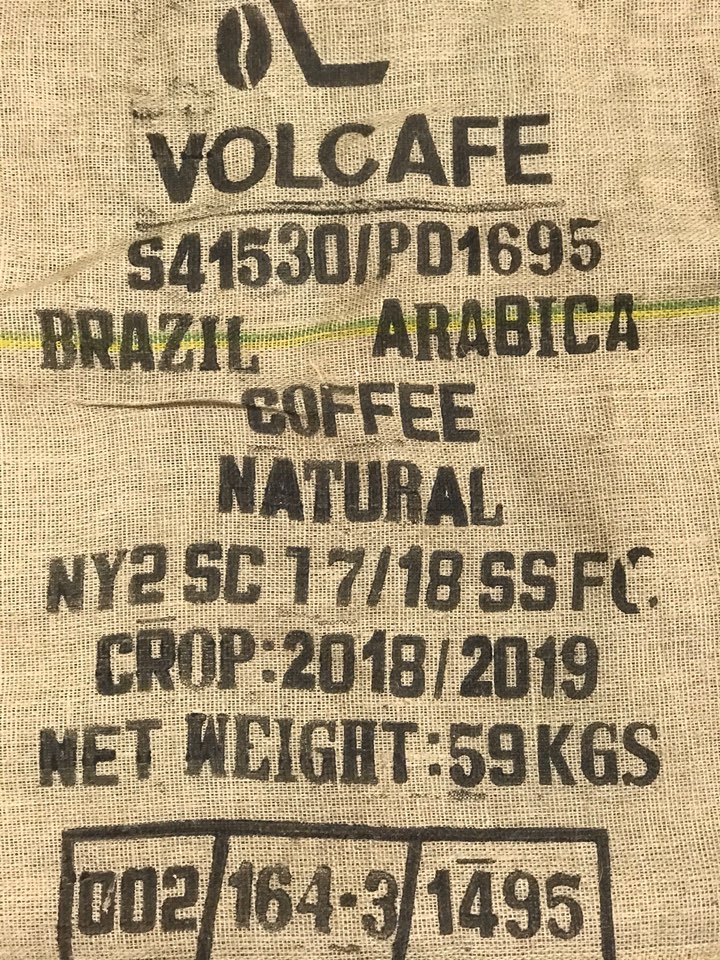 VOLCAFE
S41530/P01695
BRAZIL ARABICA
COFFEE
NATURAL
NY2 SC 17/18 SS FC.
CROP:2018/2019
NET WEIGHT:59KGS
002/164·3/1495